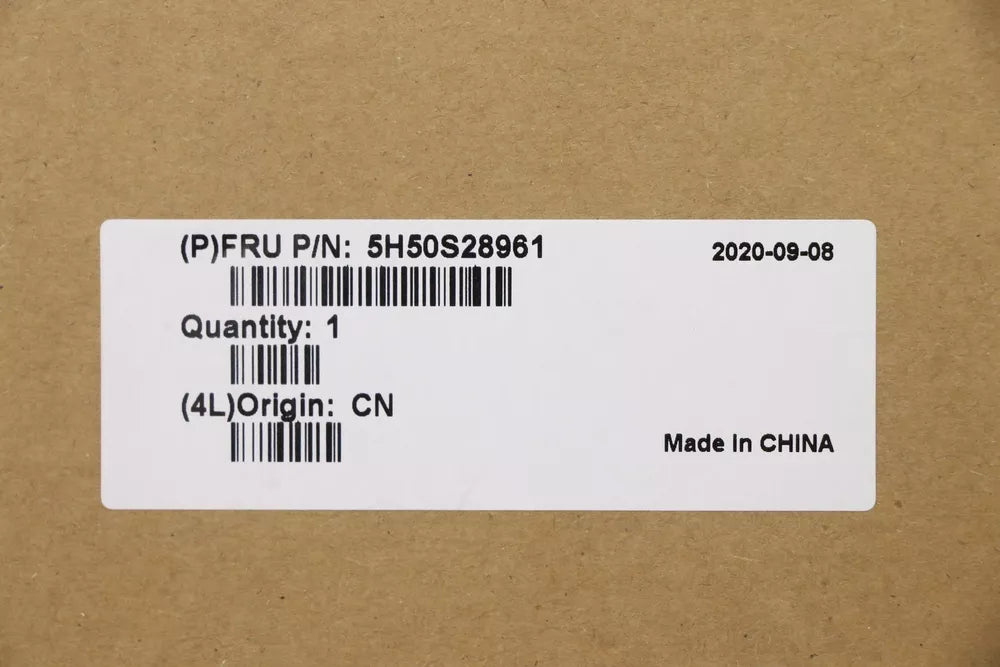 (P)FRU P/N: 5H50S28961
2020-09-08
Quantity: 1
(4L)Origin: CN
Made in CHINA